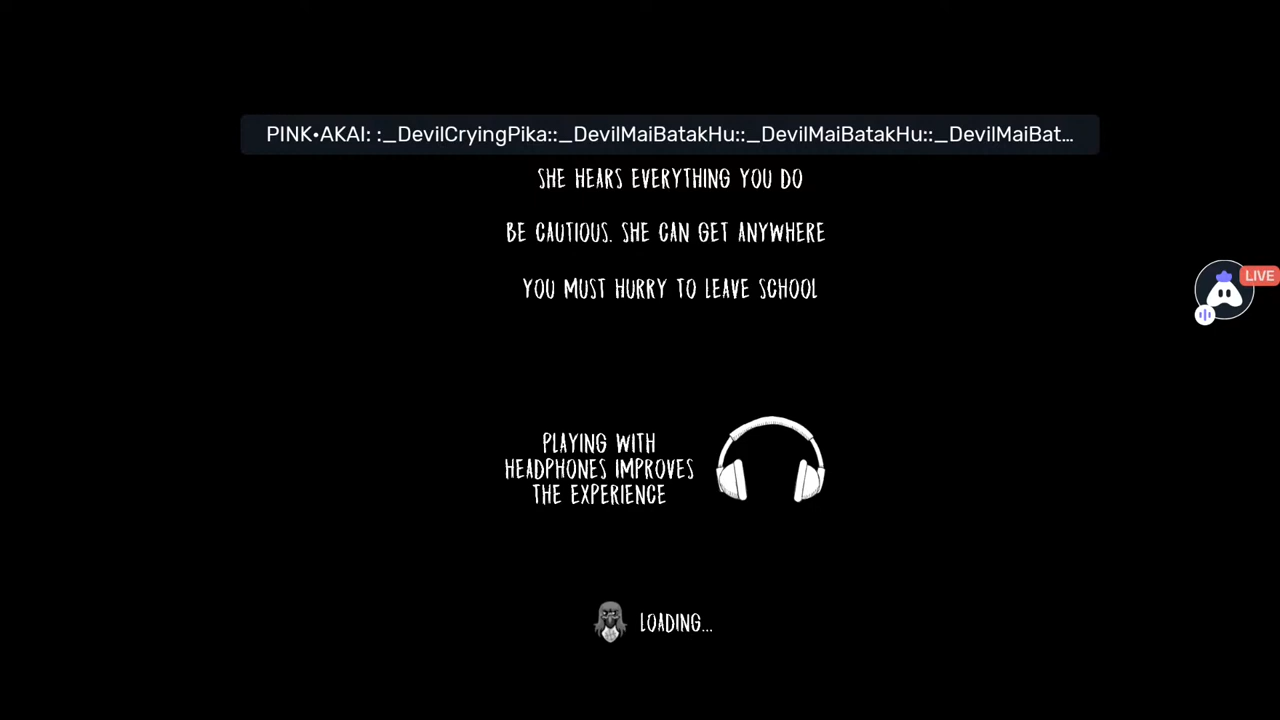 PINK•AKAI: :_DevilCryingPika::_DevilMaiBatakHu::_DevilMaiBatakHu::_DevilMaiBat...
SHE HEARS EVERYTHING YOU DO
BE CAUTIOUS. SHE CAN GET ANYWHERE
YOU MUST HURRY TO LEAVE SCHOOL
LIVE
PLAYING WITH
HEADPHONES IMPROVES
THE EXPERIENCE
LOADING...